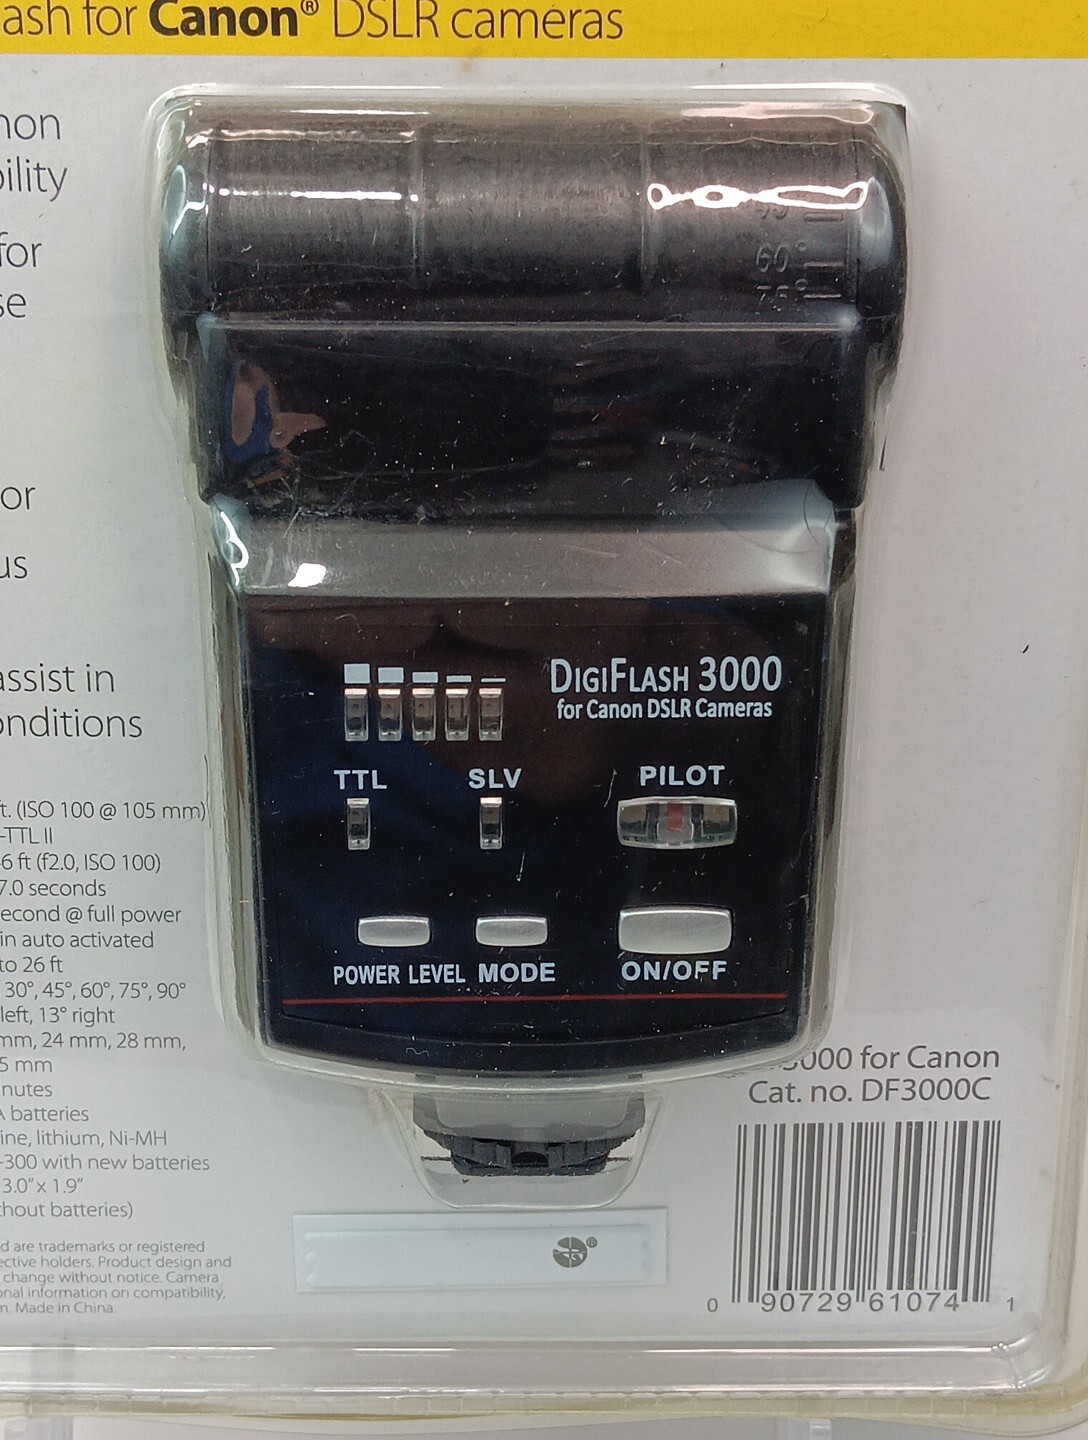 ash for Canon® DSLR cameras
non
bility
for
se
or
us
assist in
onditions
60°
75°
DIGIFLASH 3000
for Canon DSLR Cameras
TTL SLV PILOT
POWER LEVEL MODE ON/OFF
t. (ISO 100 @ 105 mm)
-TTL II
6 ft (f2.0, ISO 100)
7.0 seconds
econd @ full power
in auto activated
to 26 ft
30°, 45°, 60°, 75°, 90°
left, 13° right
mm, 24 mm, 28 mm,
5 mm
nutes
A batteries
ine, lithium, Ni-MH
-300 with new batteries
3.0" x 1.9"
hout batteries)
d are trademarks or registered
ective holders. Product design and
change without notice. Camera
onal information on compatibility,
n. Made in China.
3000 for Canon
Cat. no. DF3000C
0 90729 61074 1